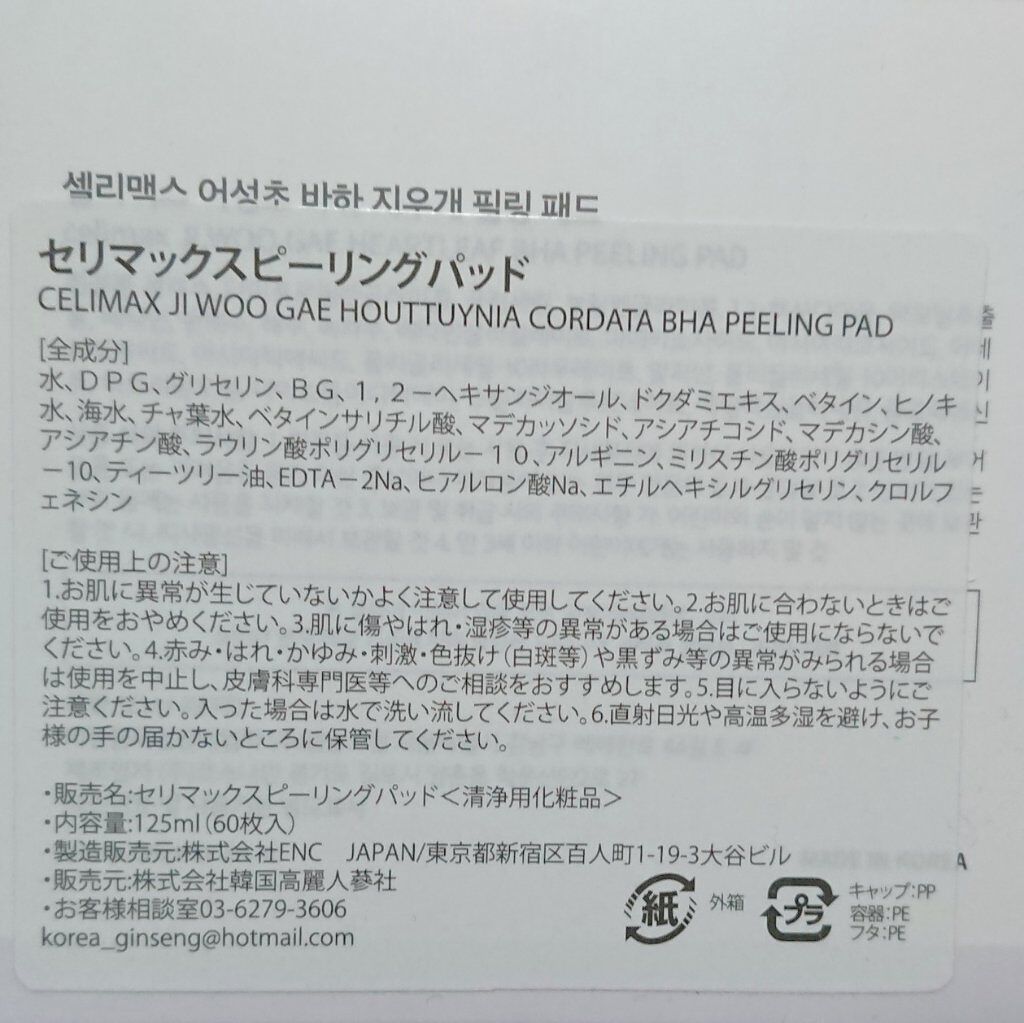 셀리맥스 어성초 바하 지우개 필링 패드
セリマックスピーリングパッド
CELIMAX JI WOO GAE HOUTTUYNIA CORDATA BHA PEELING PAD
[全成分]
水、ＤＰＧ、グリセリン、ＢＧ、１,２－ヘキサンジオール、ドクダミエキス、ベタイン、ヒノキ
水、海水、チャ葉水、ベタインサリチル酸、マデカッソシド、アシアチコシド、マデカシン酸、
アシアチン酸、ラウリン酸ポリグリセリル－１０、アルギニン、ミリスチン酸ポリグリセリル
－10、ティーツリー油、EDTA－2Na、ヒアルロン酸Na、エチルヘキシルグリセリン、クロルフ
ェネシン
[ご使用上の注意]
1.お肌に異常が生じていないかよく注意して使用してください。2.お肌に合わないときはご
使用をおやめください。3.肌に傷やはれ・湿疹等の異常がある場合はご使用にならないで
ください。4.赤み・はれ・かゆみ・刺激・色抜け（白斑等）や黒ずみ等の異常がみられる場合
は使用を中止し、皮膚科専門医等へのご相談をおすすめします。5.目に入らないようにご
注意ください。入った場合は水で洗い流してください。6.直射日光や高温多湿を避け、お子
様の手の届かないところに保管してください。
・販売名:セリマックスピーリングパッド＜清浄用化粧品＞
・内容量:125ml（60枚入）
・製造販売元:株式会社ENC　JAPAN/東京都新宿区百人町1-19-3大谷ビル
・販売元:株式会社韓国高麗人蔘社
・お客様相談室03-6279-3606
korea_ginseng@hotmail.com
紙 外箱
プラ キャップ:PP
容器:PE
フタ:PE